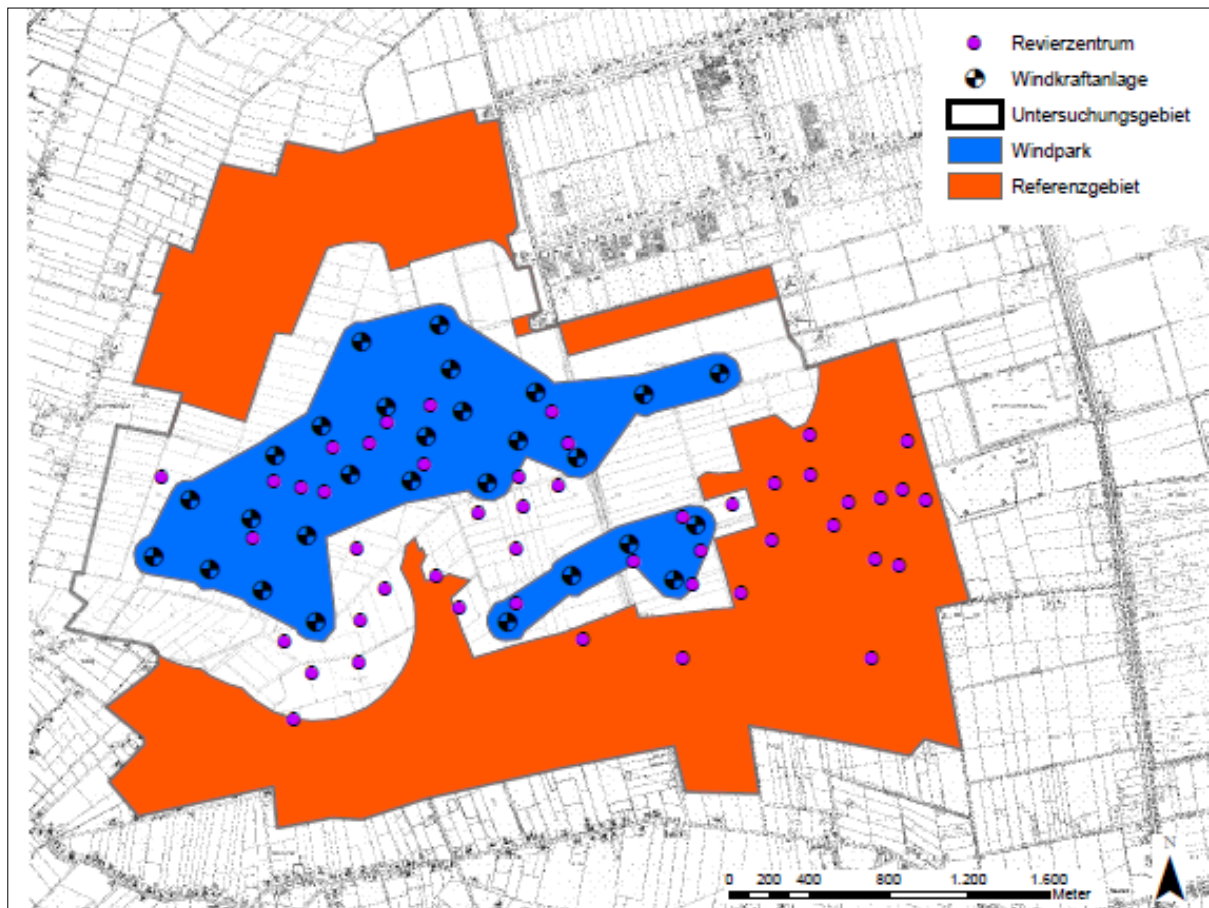 Revierzentrum
Windkraftanlage
Untersuchungsgebiet
Windpark
Referenzgebiet
N
0 200 400 800 1.200 1.600
Meter